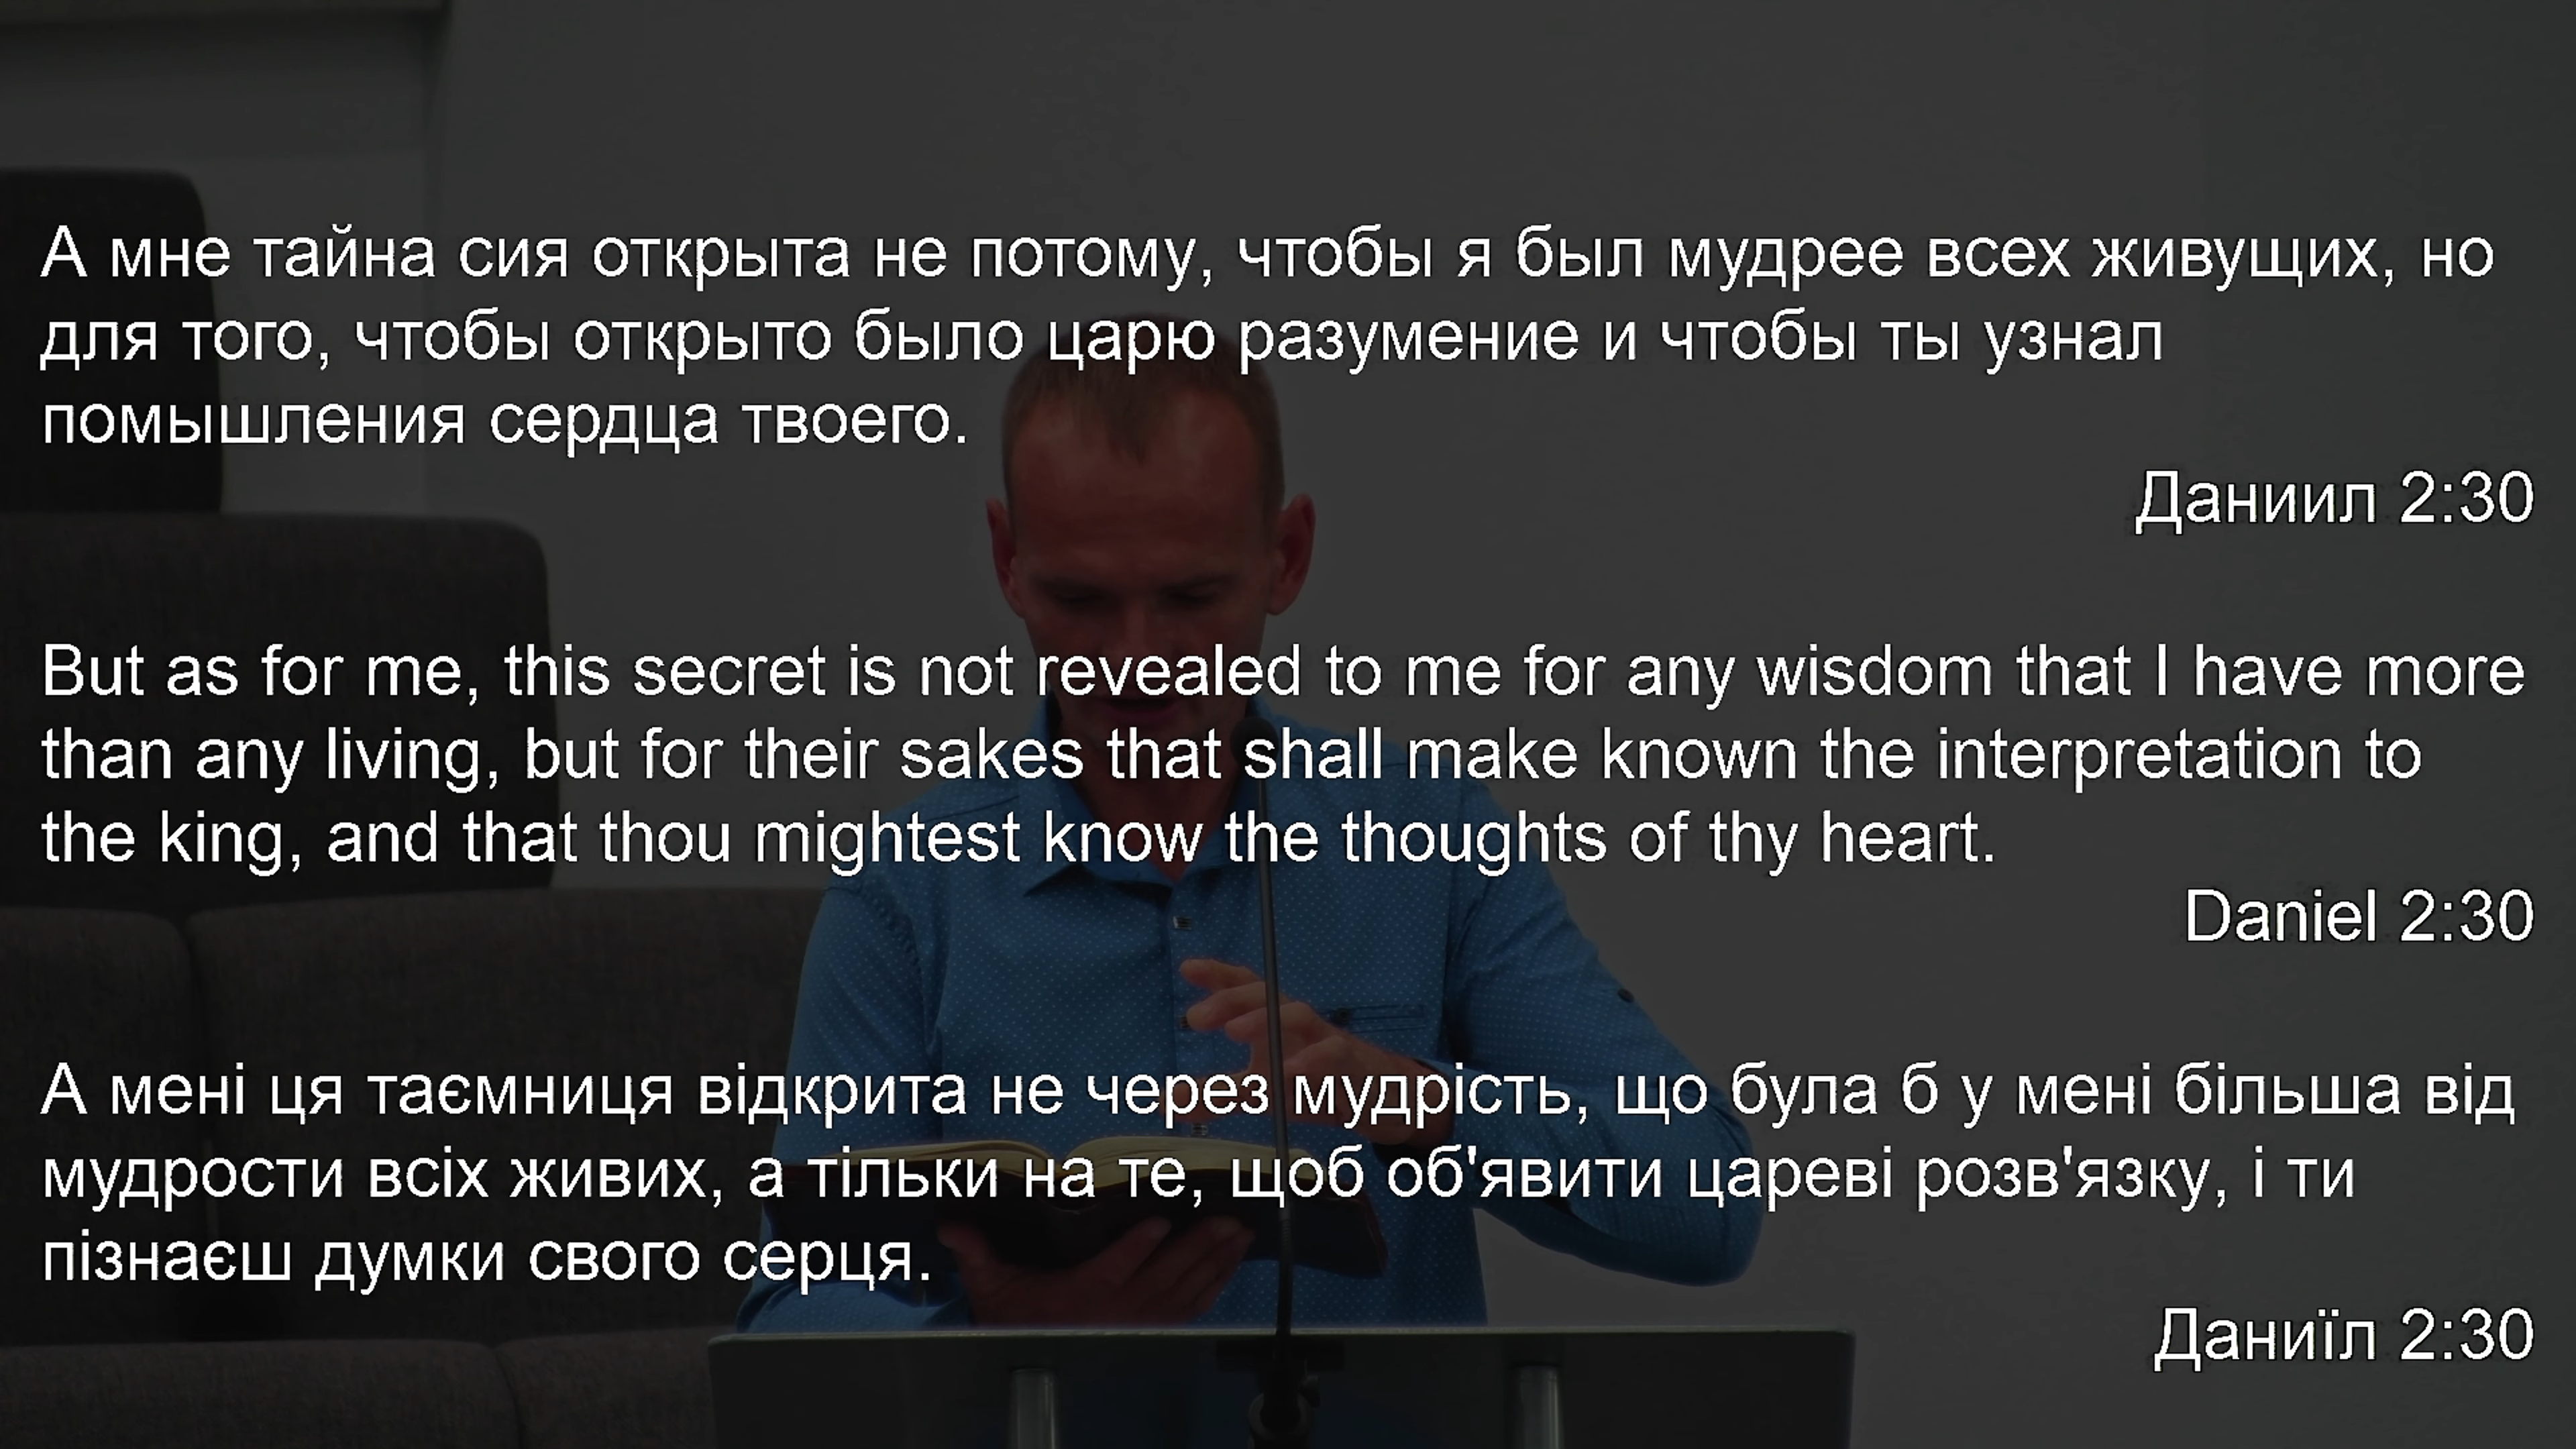 А мне тайна сия открыта не потому, чтобы я был мудрее всех живущих, но
для того, чтобы открыто было царю разумение и чтобы ты узнал
помышления сердца твоего.
Даниил 2:30
But as for me, this secret is not revealed to me for any wisdom that I have more
than any living, but for their sakes that shall make known the interpretation to
the king, and that thou mightest know the thoughts of thy heart.
Daniel 2:30
А мені ця таємниця відкрита не через мудрість, що була б у мені більша від
мудрости всіх живих, а тільки на те, щоб об'явити цареві розв'язку, і ти
пізнаєш думки свого серця.
Даниїл 2:30